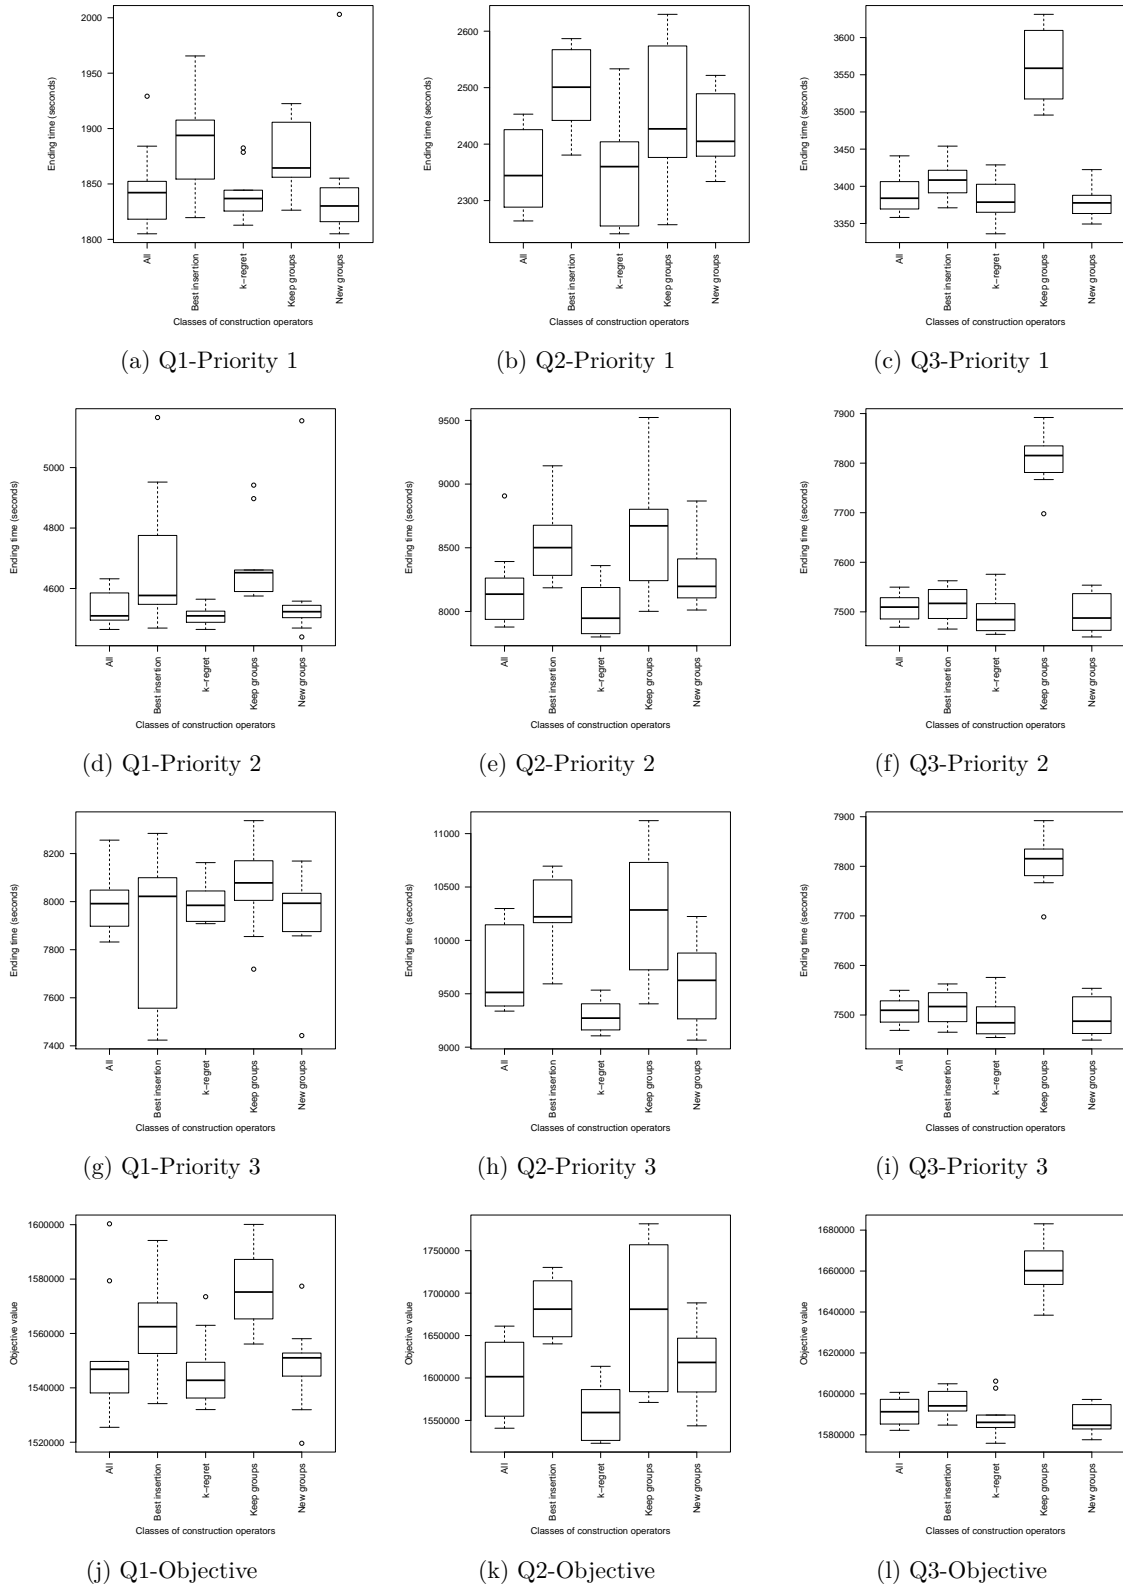 Ending time (seconds)
2000
1950
1900
1850
1800
All
Best insertion
k−regret
Keep groups
New groups
Classes of construction operators
(a) Q1-Priority 1
Ending time (seconds)
2600
2500
2400
2300
All
Best insertion
k−regret
Keep groups
New groups
Classes of construction operators
(b) Q2-Priority 1
Ending time (seconds)
3600
3550
3500
3450
3400
3350
All
Best insertion
k−regret
Keep groups
New groups
Classes of construction operators
(c) Q3-Priority 1
Ending time (seconds)
5000
4800
4600
All
Best insertion
k−regret
Keep groups
New groups
Classes of construction operators
(d) Q1-Priority 2
Ending time (seconds)
9500
9000
8500
8000
All
Best insertion
k−regret
Keep groups
New groups
Classes of construction operators
(e) Q2-Priority 2
Ending time (seconds)
7900
7800
7700
7600
7500
All
Best insertion
k−regret
Keep groups
New groups
Classes of construction operators
(f) Q3-Priority 2
Ending time (seconds)
8200
8000
7800
7600
7400
All
Best insertion
k−regret
Keep groups
New groups
Classes of construction operators
(g) Q1-Priority 3
Ending time (seconds)
11000
10500
10000
9500
9000
All
Best insertion
k−regret
Keep groups
New groups
Classes of construction operators
(h) Q2-Priority 3
Ending time (seconds)
7900
7800
7700
7600
7500
All
Best insertion
k−regret
Keep groups
New groups
Classes of construction operators
(i) Q3-Priority 3
Objective value
1600000
1580000
1560000
1540000
1520000
All
Best insertion
k−regret
Keep groups
New groups
Classes of construction operators
(j) Q1-Objective
Objective value
1750000
1700000
1650000
1600000
1550000
All
Best insertion
k−regret
Keep groups
New groups
Classes of construction operators
(k) Q2-Objective
Objective value
1680000
1660000
1640000
1620000
1600000
1580000
All
Best insertion
k−regret
Keep groups
New groups
Classes of construction operators
(l) Q3-Objective